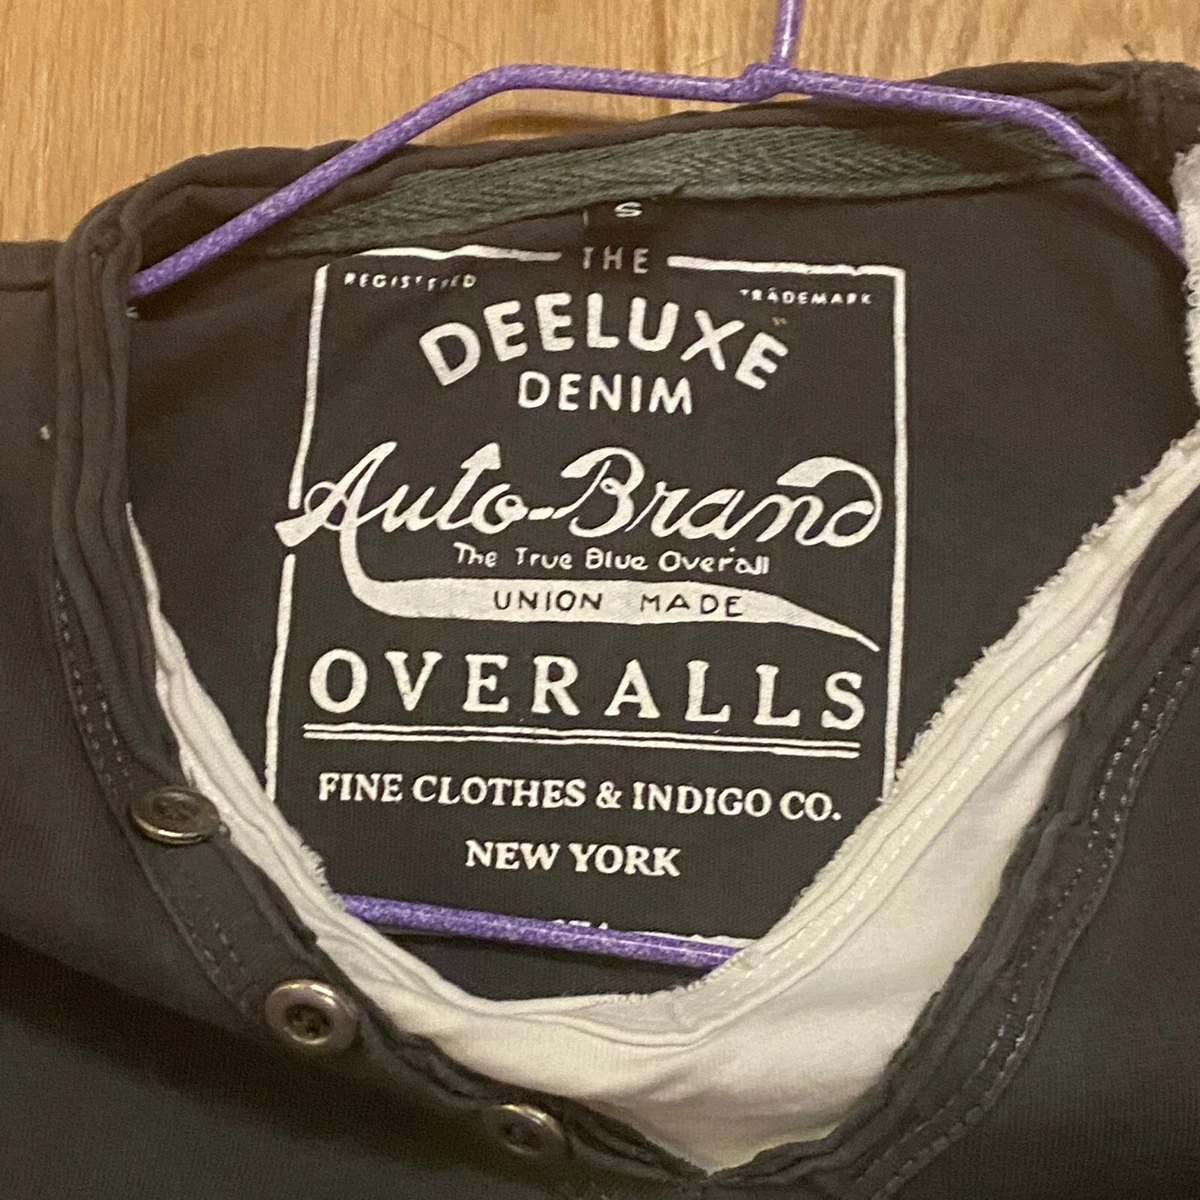 S
THE
REGISTERED
TRADEMARK
DEELUXE
DENIM
Auto-Brand
The True Blue Overall
UNION MADE
OVERALLS
FINE CLOTHES & INDIGO CO.
NEW YORK